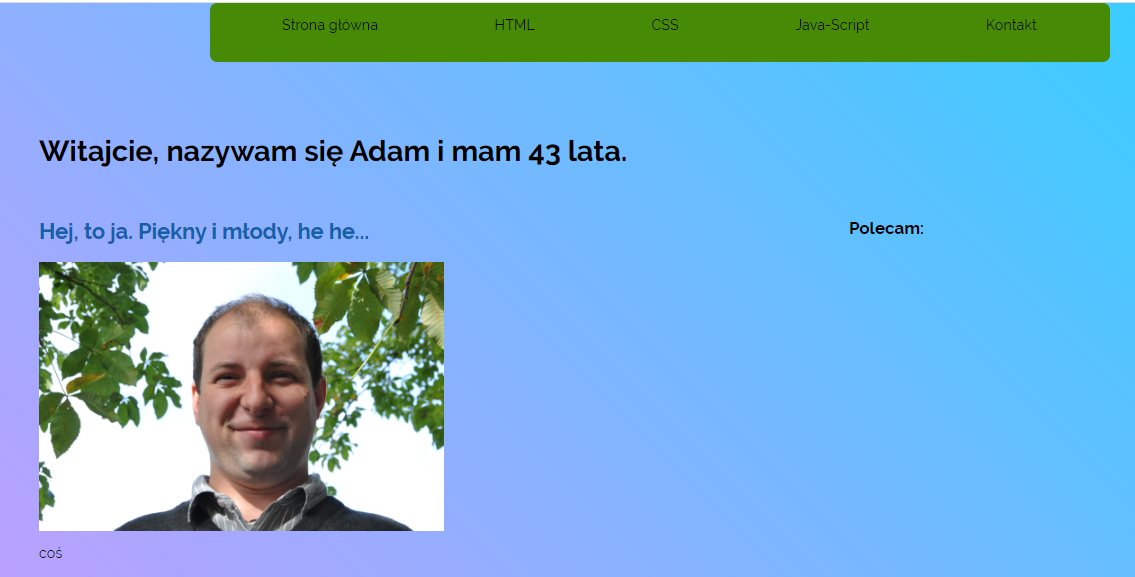 Strona główna HTML CSS Java-Script Kontakt
Witajcie, nazywam się Adam i mam 43 lata.
Hej, to ja. Piękny i młody, he he...
Polecam:
coś